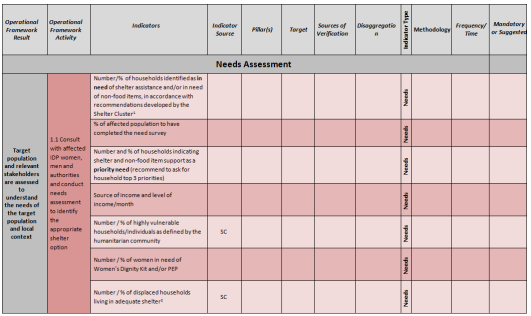 Operational Framework Result
Operational Framework Activity
Indicators
Indicator Source
Pillar(s)
Target
Sources of Verification
Disaggregatio
n
Indicator Type
Methodology
Frequency/ Time
Mandatory or Suggested
Needs Assessment
Target
population
and relevant
stakeholders
are assessed
to
understand
the needs of
the target
population
and local
context
1.1 Consult
with affected
IDP women,
men and
authorities
and conduct
needs
assessment
to identify
the
appropriate
shelter
option
Number/% of households identified as in
need of shelter assistance and/or in need
of non-food items, in accordance with
recommendations developed by the
Shelter Cluster
Needs
% of affected population to have
completed the need survey
Needs
Number and % of households indicating
shelter and non-food item support as a
priority need (recommend to ask for
household top 3 priorities)
Needs
Source of income and level of
income/month
Needs
Number / % of highly vulnerable
households/individuals as defined by the
humanitarian community
SC
Needs
Number / % of women in need of
Women's Dignity Kit and/or PEP
Needs
Number / % of displaced households
living in adequate shelter
SC
Needs